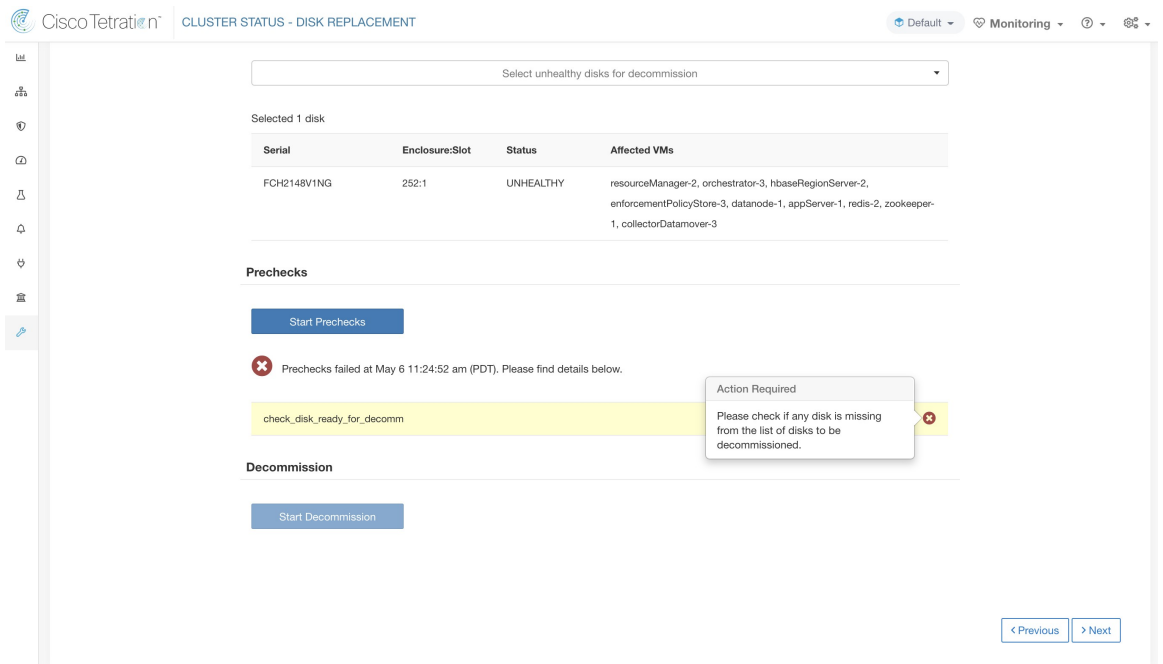 Cisco Tetration™
CLUSTER STATUS - DISK REPLACEMENT
Default
Monitoring
Select unhealthy disks for decommission
Selected 1 disk
Serial Enclosure:Slot Status Affected VMs
FCH2148V1NG 252:1 UNHEALTHY resourceManager-2, orchestrator-3, hbaseRegionServer-2,
enforcementPolicyStore-3, datanode-1, appServer-1, redis-2, zookeeper-
1, collectorDatamover-3
Prechecks
Start Prechecks
Prechecks failed at May 6 11:24:52 am (PDT). Please find details below.
Action Required
Please check if any disk is missing
from the list of disks to be
decommissioned.
check_disk_ready_for_decomm
Decommission
Start Decommission
Previous
Next